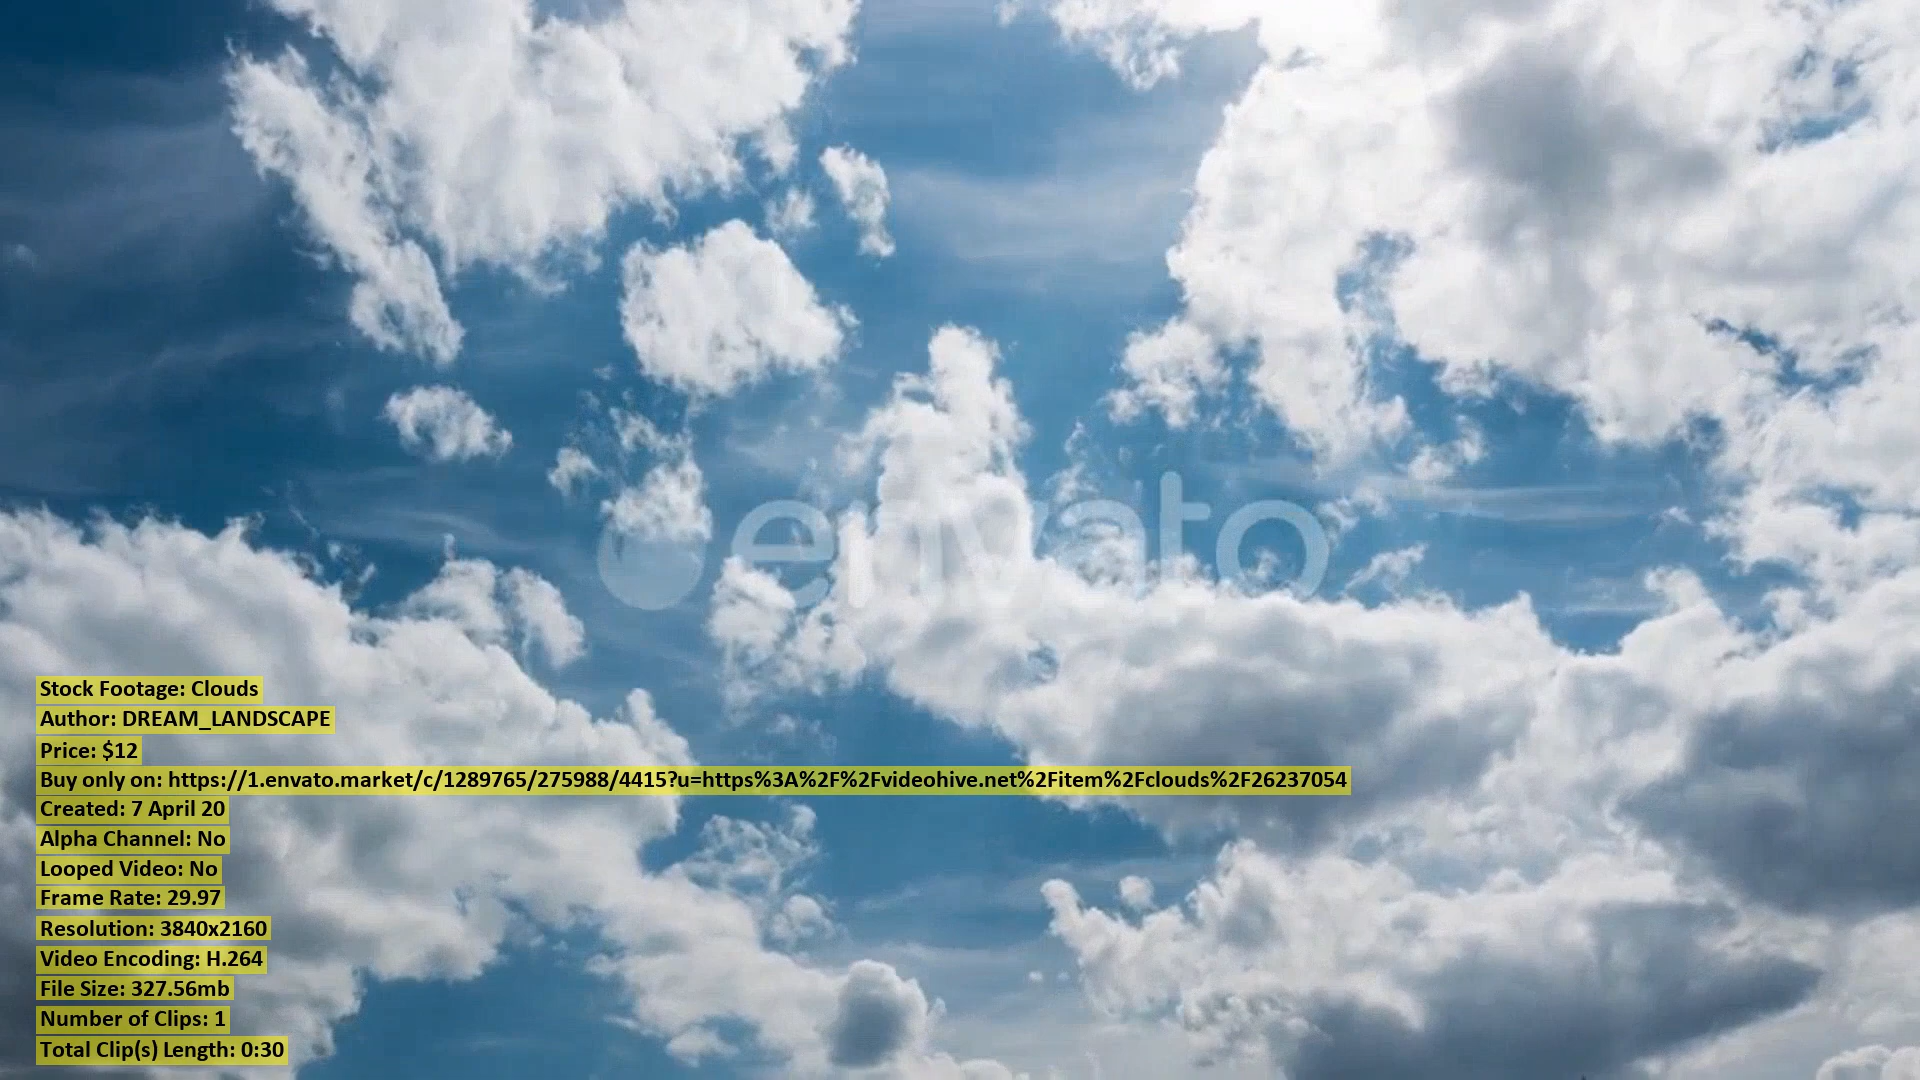 envato
Stock Footage: Clouds
Author: DREAM_LANDSCAPE
Price: $12
Buy only on: https://1.envato.market/c/1289765/275988/4415?u=https%3A%2F%2Fvideohive.net%2Fitem%2Fclouds%2F26237054
Created: 7 April 20
Alpha Channel: No
Looped Video: No
Frame Rate: 29.97
Resolution: 3840x2160
Video Encoding: H.264
File Size: 327.56mb
Number of Clips: 1
Total Clip(s) Length: 0:30